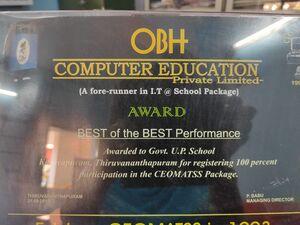 OBH
COMPUTER EDUCATION
Private Limited-
(A fore-runner in I.T @ School Package)
AWARD
BEST of the BEST Performance
Awarded to Govt. U.P. School
Thiruvananthapuram for registering 100 percent
participation in the CEOMATSS Package.
THIRUVANANTHAPURAM
P. BABU
MANAGING DIRECTOR